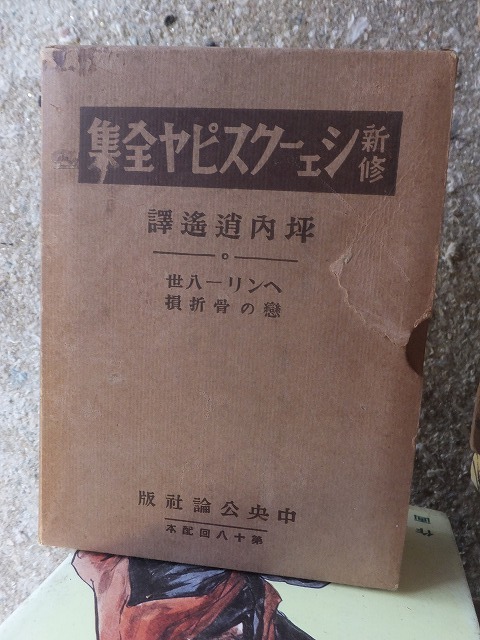 新修シェークスピヤ全集
坪内逍遙譯
ヘンリー八世
戀の骨折損
中央公論社版
第十八回配本